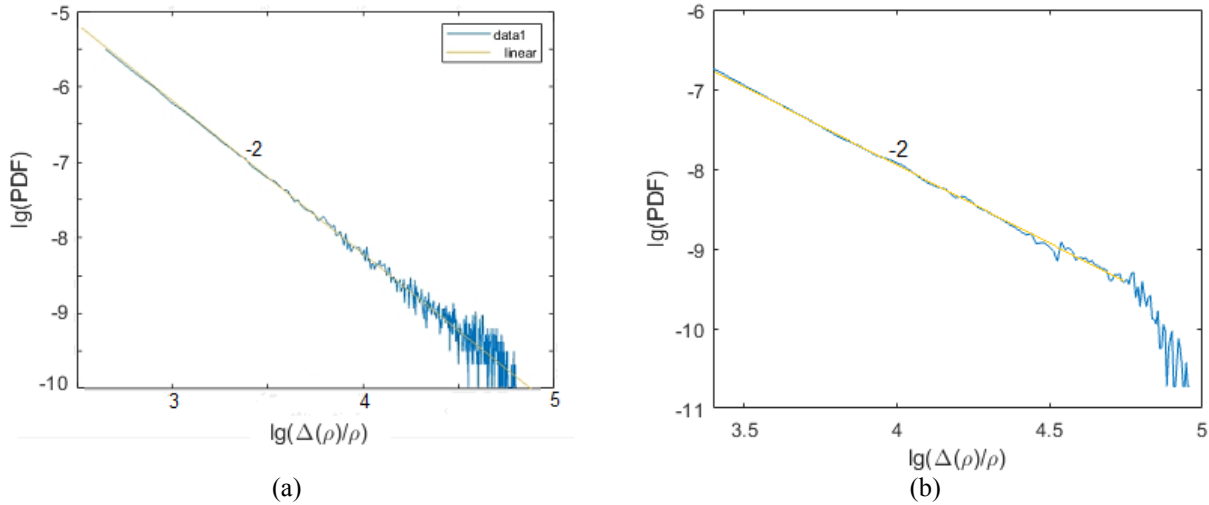 -5
-6
-7
-8
-9
-10
lg(PDF)
data1
linear
-2
3
4
5
lg(Δ(ρ)/ρ)
(a)
-6
-7
-8
-9
-10
-11
lg(PDF)
-2
3.5
4
4.5
5
lg(Δ(ρ)/ρ)
(b)